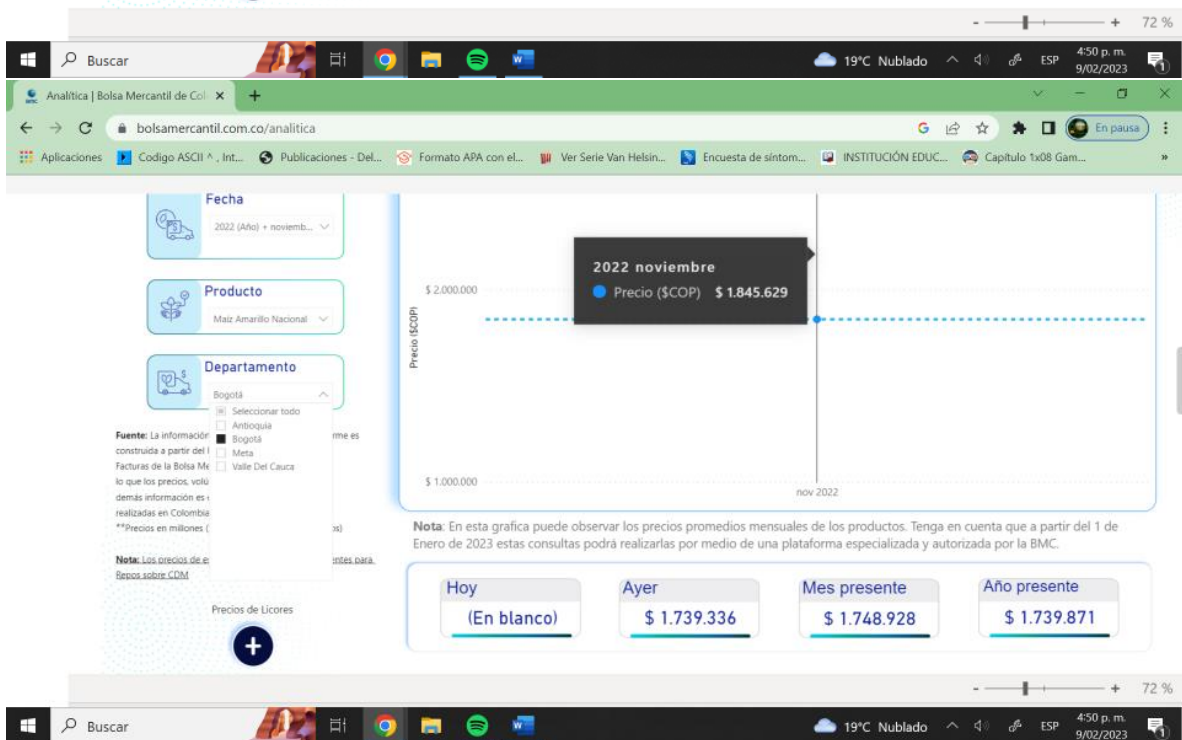 72 %
Buscar
19°C Nublado
ESP
4:50 p. m.
9/02/2023
1
Analítica | Bolsa Mercantil de Col
bolsamercantil.com.co/analitica
En pausa
Aplicaciones
Codigo ASCII ^ , Int...
Publicaciones - Del...
Formato APA con el...
Ver Serie Van Helsin...
Encuesta de síntom...
INSTITUCIÓN EDUC...
Capítulo 1x08 Gam...
Fecha
2022 (Año) + noviemb...
Producto
Maíz Amarillo Nacional
Departamento
Bogotá
Seleccionar todo
Antioquia
Bogotá
Meta
Valle Del Cauca
Fuente: La información rme es
construida a partir del
Facturas de la Bolsa Me
lo que los precios, volú
demás información es
realizadas en Colombia
**Precios en millones ( os)
Nota: Los precios de e entes para
Repos sobre CDM
Precios de Licores
2022 noviembre
Precio ($COP) $ 1.845.629
$ 2.000.000
Precio ($COP)
$ 1.000.000
nov 2022
Nota: En esta grafica puede observar los precios promedios mensuales de los productos. Tenga en cuenta que a partir del 1 de
Enero de 2023 estas consultas podrá realizarlas por medio de una plataforma especializada y autorizada por la BMC.
Hoy
(En blanco)
Ayer
$ 1.739.336
Mes presente
$ 1.748.928
Año presente
$ 1.739.871
72 %
Buscar
19°C Nublado
ESP
4:50 p. m.
9/02/2023
1